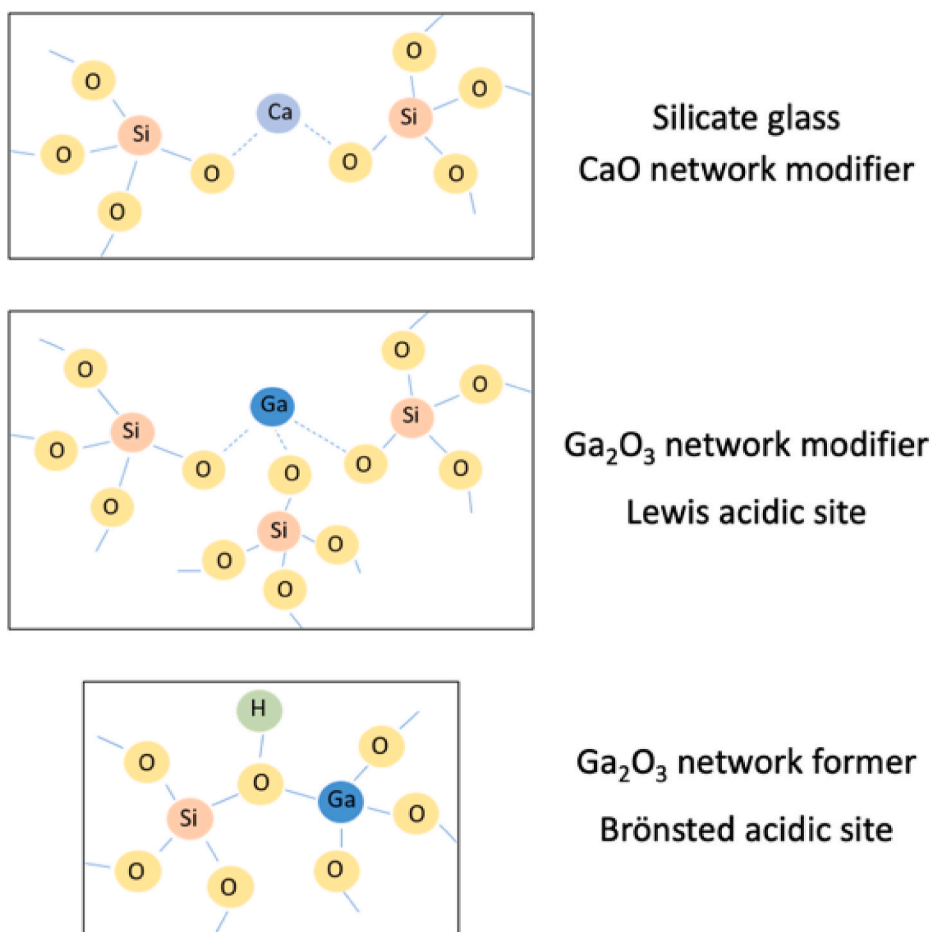 O
O
Ca
O
Si
Si
O
O
O
O
O
Silicate glass
CaO network modifier
O
O
Ga
O
Si
Si
O
O
O
O
O
O
Si
O
O
O
Ga₂O₃ network modifier
Lewis acidic site
H
O
O
O
Ga
Si
O
O
O
O
Ga₂O₃ network former
Brönsted acidic site